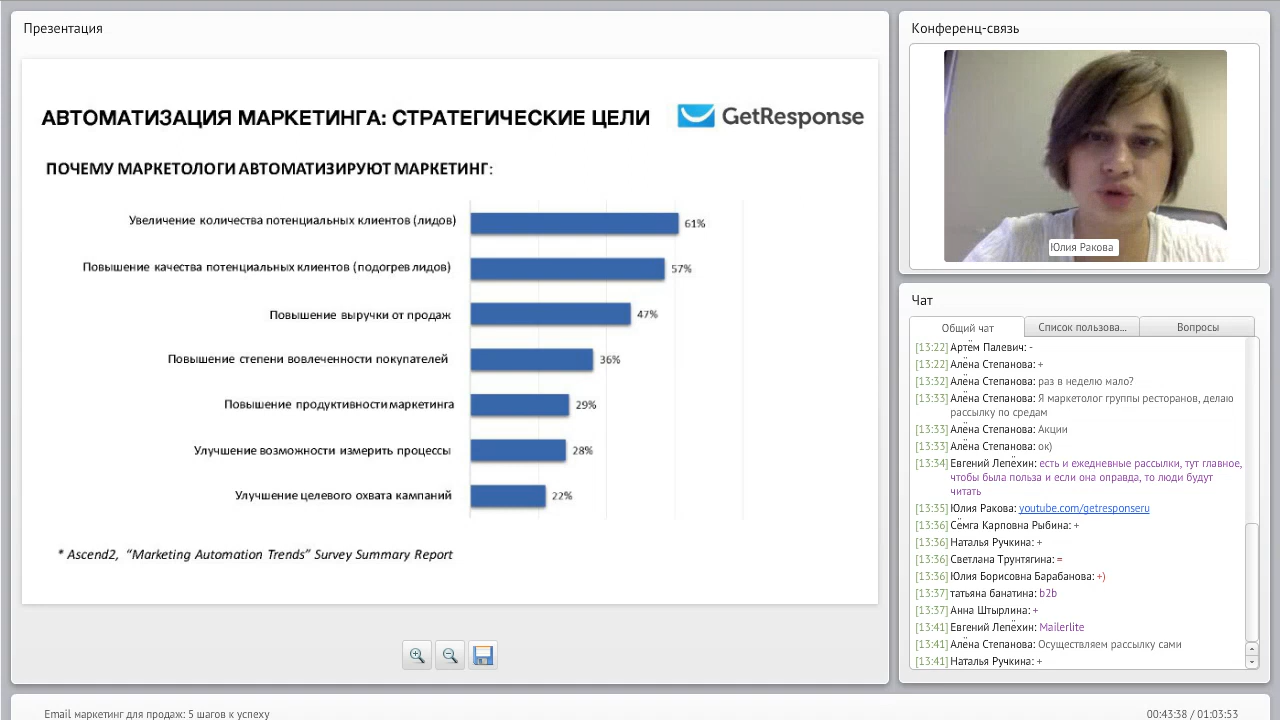 Презентация
АВТОМАТИЗАЦИЯ МАРКЕТИНГА: СТРАТЕГИЧЕСКИЕ ЦЕЛИ
GetResponse
ПОЧЕМУ МАРКЕТОЛОГИ АВТОМАТИЗИРУЮТ МАРКЕТИНГ:
Увеличение количества потенциальных клиентов (лидов) 61%
Повышение качества потенциальных клиентов (подогрев лидов) 57%
Повышение выручки от продаж 47%
Повышение степени вовлеченности покупателей 36%
Повышение продуктивности маркетинга 29%
Улучшение возможности измерить процессы 28%
Улучшение целевого охвата кампаний 22%
* Ascend2, “Marketing Automation Trends” Survey Summary Report
Конференц-связь
Юлия Ракова
Чат
Общий чат
Список пользова...
Вопросы
[13:22] Артём Палевич: -
[13:22] Алёна Степанова: +
[13:32] Алёна Степанова: раз в неделю мало?
[13:33] Алёна Степанова: Я маркетолог группы ресторанов, делаю
рассылку по средам
[13:33] Алёна Степанова: Акции
[13:33] Алёна Степанова: ок)
[13:34] Евгений Лепёхин: есть и ежедневные рассылки, тут главное,
чтобы была польза и если она оправда, то люди будут
читать
[13:35] Юлия Ракова: youtube.com/getresponseru
[13:36] Сёмга Карповна Рыбина: +
[13:36] Наталья Ручкина: +
[13:36] Светлана Трунтягина: =
[13:36] Юлия Борисовна Барабанова: +)
[13:37] татьяна банатина: b2b
[13:37] Анна Штырлина: +
[13:41] Евгений Лепёхин: Mailerlite
[13:41] Алёна Степанова: Осуществляем рассылку сами
[13:41] Наталья Ручкина: +
Email маркетинг для продаж: 5 шагов к успеху
00:43:38 / 01:03:53